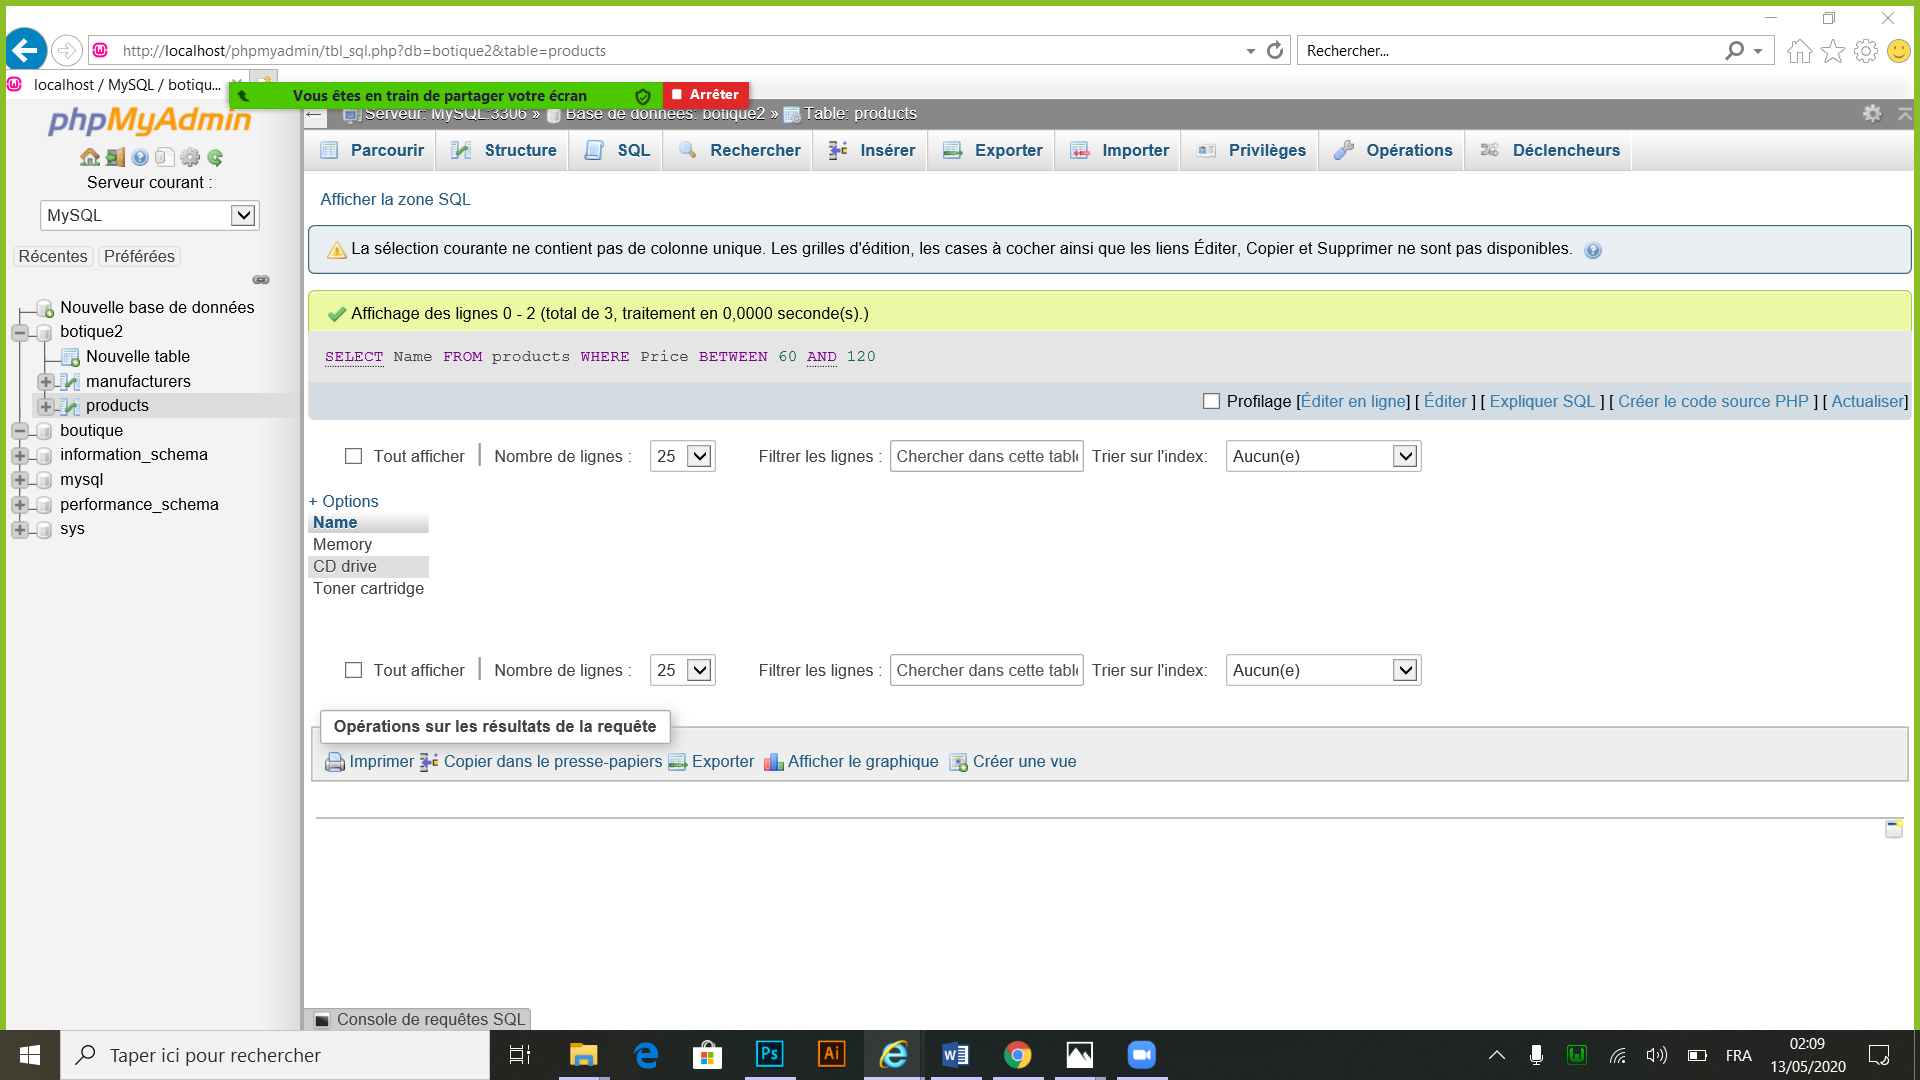 http://localhost/phpmyadmin/tbl_sql.php?db=botique2&table=products
Rechercher...
localhost / MySQL / botiqu...
Vous êtes en train de partager votre écran
Arrêter
phpMyAdmin
Serveur: MySQL:3306 » Base de données: botique2 » Table: products
Parcourir Structure SQL Rechercher Insérer Exporter Importer Privilèges Opérations Déclencheurs
Serveur courant :
MySQL
Récentes Préférées
Nouvelle base de données
botique2
Nouvelle table
manufacturers
products
boutique
information_schema
mysql
performance_schema
sys
Afficher la zone SQL
La sélection courante ne contient pas de colonne unique. Les grilles d'édition, les cases à cocher ainsi que les liens Éditer, Copier et Supprimer ne sont pas disponibles.
Affichage des lignes 0 - 2 (total de 3, traitement en 0,0000 seconde(s).)
SELECT Name FROM products WHERE Price BETWEEN 60 AND 120
Profilage [Éditer en ligne] [ Éditer ] [ Expliquer SQL ] [ Créer le code source PHP ] [ Actualiser]
Tout afficher | Nombre de lignes : 25 Filtrer les lignes : Chercher dans cette tabl Trier sur l'index: Aucun(e)
+ Options
Name
Memory
CD drive
Toner cartridge
Tout afficher | Nombre de lignes : 25 Filtrer les lignes : Chercher dans cette tabl Trier sur l'index: Aucun(e)
Opérations sur les résultats de la requête
Imprimer Copier dans le presse-papiers Exporter Afficher le graphique Créer une vue
Console de requêtes SQL
Taper ici pour rechercher
Ps
Ai
FRA
02:09
13/05/2020